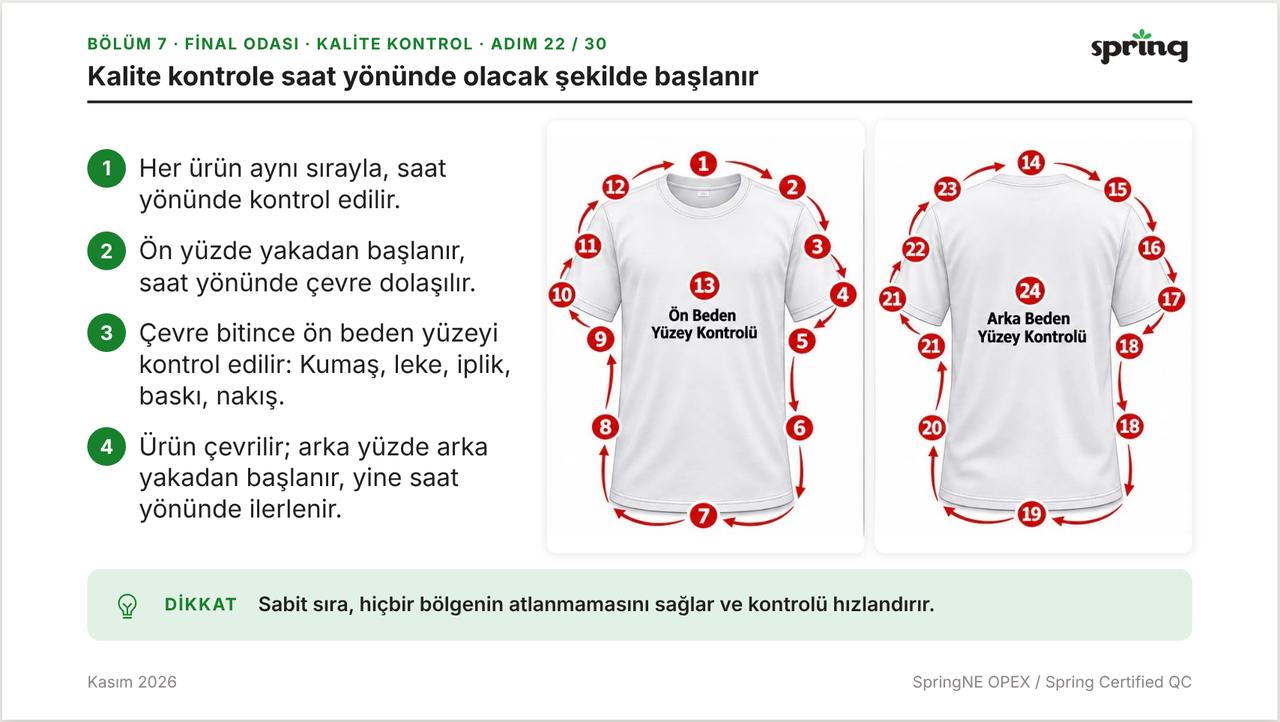 BÖLÜM 7 · FİNAL ODASI · KALİTE KONTROL · ADIM 22 / 30
spring
Kalite kontrole saat yönünde olacak şekilde başlanır
1 Her ürün aynı sırayla, saat
yönünde kontrol edilir.
2 Ön yüzde yakadan başlanır,
saat yönünde çevre dolaşılır.
3 Çevre bitince ön beden yüzeyi
kontrol edilir: Kumaş, leke, iplik,
baskı, nakış.
4 Ürün çevrilir; arka yüzde arka
yakadan başlanır, yine saat
yönünde ilerlenir.
1
12 2
11 3
10 4
13
Ön Beden
Yüzey Kontrolü
9 5
8 6
7
14
23 15
22 16
21 17
24
Arka Beden
Yüzey Kontrolü
21 18
20 18
19
DİKKAT Sabit sıra, hiçbir bölgenin atlanmamasını sağlar ve kontrolü hızlandırır.
Kasım 2026
SpringNE OPEX / Spring Certified QC